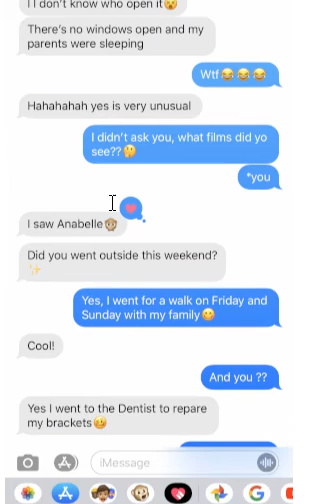 I I don't know who open it😯
There's no windows open and my
parents were sleeping
Wtf😂😂😂
Hahahahah yes is very unusual
I didn't ask you, what films did yo
see??🤔
*you
I saw Anabelle🙊
Did you went outside this weekend?
✨
Yes, I went for a walk on Friday and
Sunday with my family😋
Cool!
And you ??
Yes I went to the Dentist to repare
my brackets🤕
iMessage